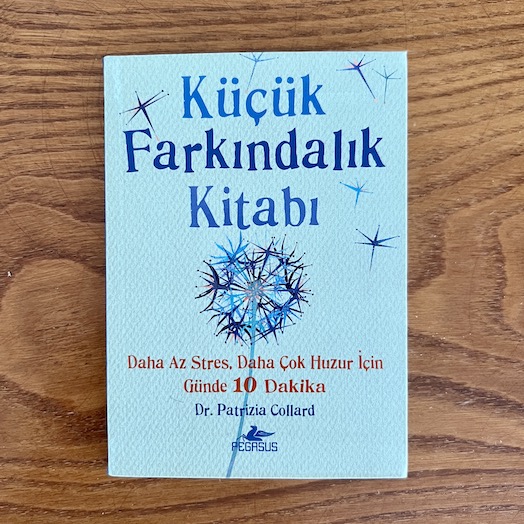 Küçük
Farkındalık
Kitabı
Daha Az Stres, Daha Çok Huzur İçin
Günde 10 Dakika
Dr. Patrizia Collard
PEGASUS